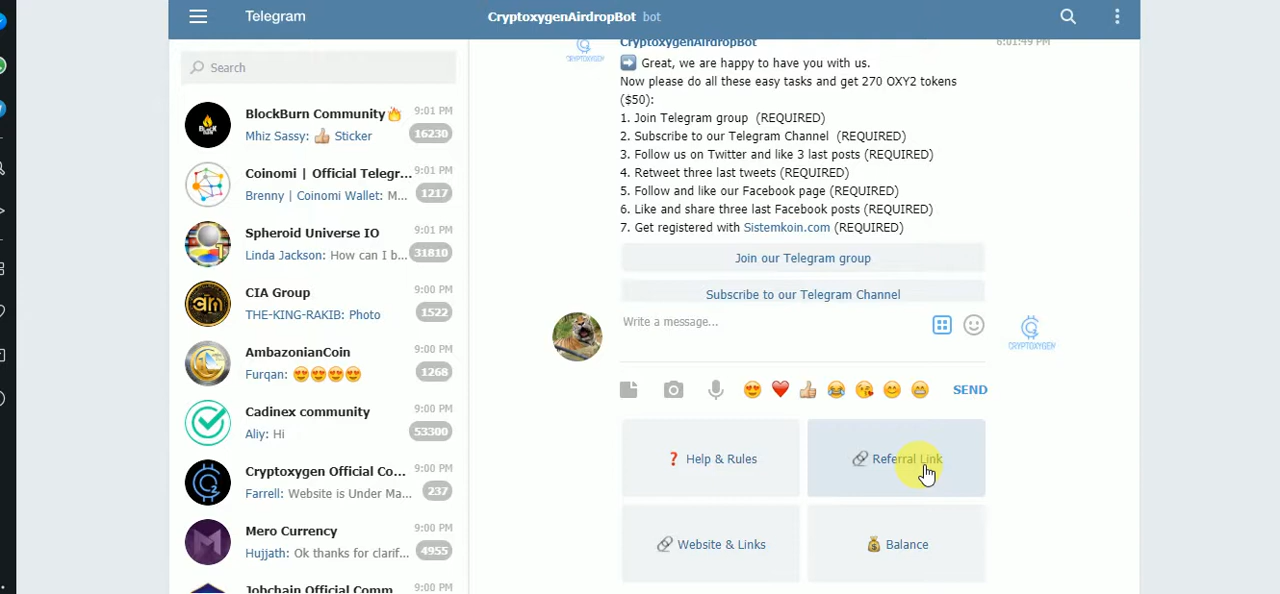 Telegram
CryptoxygenAirdropBot bot
Search
BlockBurn Community🔥 9:01 PM
Mhiz Sassy: 👍 Sticker 16230
Coinomi | Official Telegr... 9:01 PM
Brenny | Coinomi Wallet: M... 1217
Spheroid Universe IO 9:01 PM
Linda Jackson: How can I b... 31810
CIA Group 9:00 PM
THE-KING-RAKIB: Photo 1522
AmbazonianCoin 9:00 PM
Furqan: 😍😍😍😍 1268
Cadinex community 9:00 PM
Aliy: Hi 53300
Cryptoxygen Official Co... 9:00 PM
Farrell: Website is Under Ma... 237
Mero Currency 9:00 PM
Hujjath: Ok thanks for clarif... 4955
Jobchain Official Comm 9:00 PM
CryptoxygenAirdropBot 6:01:49 PM
➡️ Great, we are happy to have you with us.
Now please do all these easy tasks and get 270 OXY2 tokens
($50):
1. Join Telegram group (REQUIRED)
2. Subscribe to our Telegram Channel (REQUIRED)
3. Follow us on Twitter and like 3 last posts (REQUIRED)
4. Retweet three last tweets (REQUIRED)
5. Follow and like our Facebook page (REQUIRED)
6. Like and share three last Facebook posts (REQUIRED)
7. Get registered with Sistemkoin.com (REQUIRED)
Join our Telegram group
Subscribe to our Telegram Channel
Write a message...
CRYPTOXYGEN
😍 ❤️ 👍 😂 😘 😊 😁 SEND
❓ Help & Rules
🔗 Referral Link
🔗 Website & Links
💰 Balance